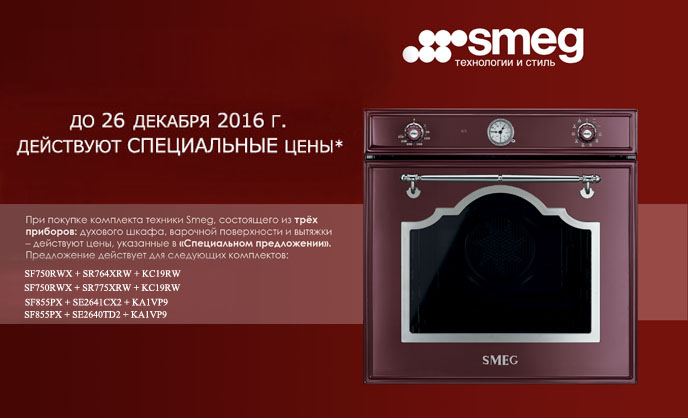 smeg
ТЕХНОЛОГИИ И СТИЛЬ
ДО 26 ДЕКАБРЯ 2016 Г.
ДЕЙСТВУЮТ СПЕЦИАЛЬНЫЕ ЦЕНЫ*
При покупке комплекта техники Smeg, состоящего из трёх
приборов: духового шкафа, варочной поверхности и вытяжки
– действуют цены, указанные в «Специальном предложении».
Предложение действует для следующих комплектов:
SF750RWX + SR764XRW + KC19RW
SF750RWX + SR775XRW + KC19RW
SF855PX + SE2641CX2 + KA1VP9
SF855PX + SE2640TD2 + KA1VP9
SMEG